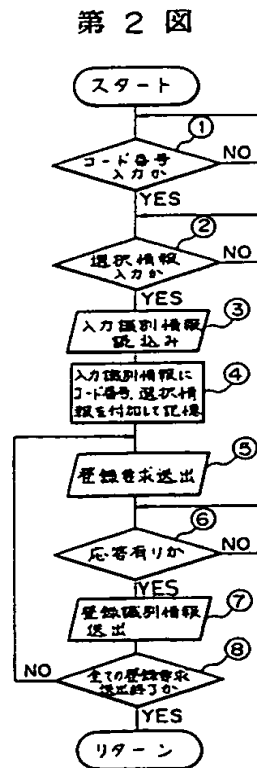 第2図
スタート
①
コード番号
入力か
NO
YES
②
選択情報
入力か
NO
YES
③
入力識別情報
読込み
④
入力識別情報に
コード番号、選択情
報を付加して記憶
⑤
登録要求送出
⑥
応答有りか
NO
YES
⑦
登録識別情報
送出
⑧
NO
全ての登録要求
送出終了か
YES
リターン